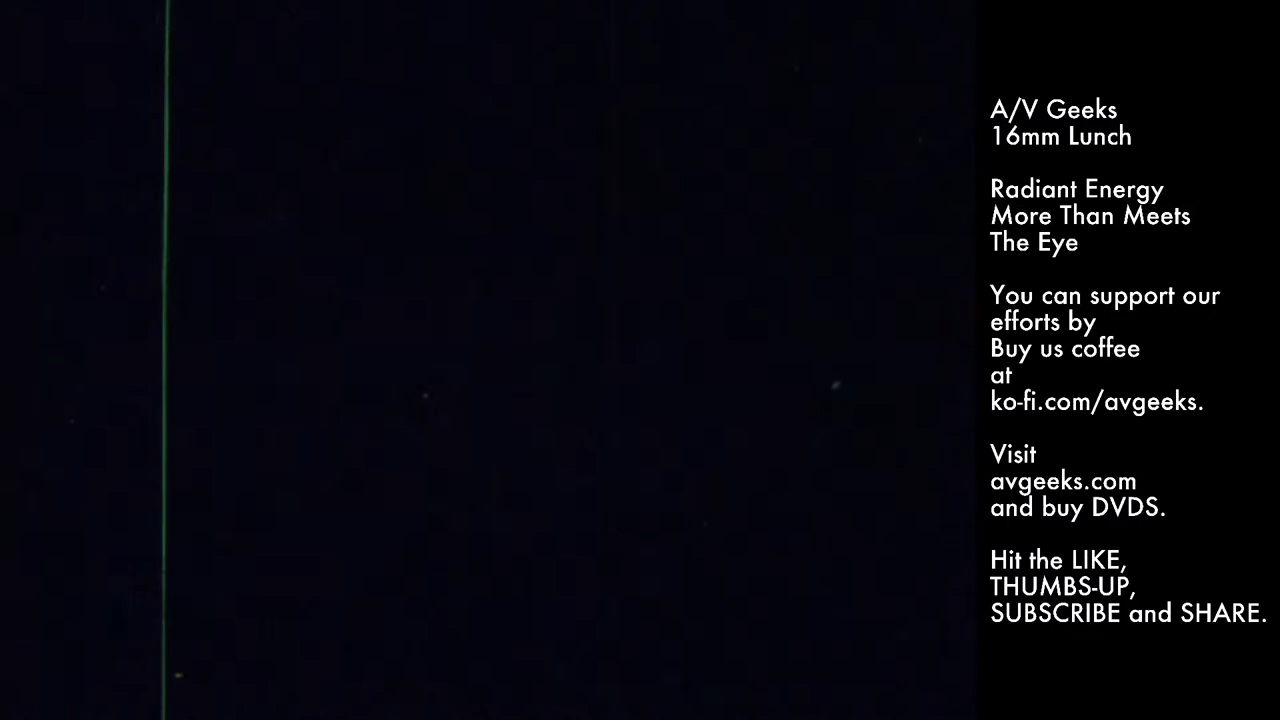 A/V Geeks
16mm Lunch
Radiant Energy
More Than Meets
The Eye
You can support our
efforts by
Buy us coffee
at
ko-fi.com/avgeeks.
Visit
avgeeks.com
and buy DVDS.
Hit the LIKE,
THUMBS-UP,
SUBSCRIBE and SHARE.